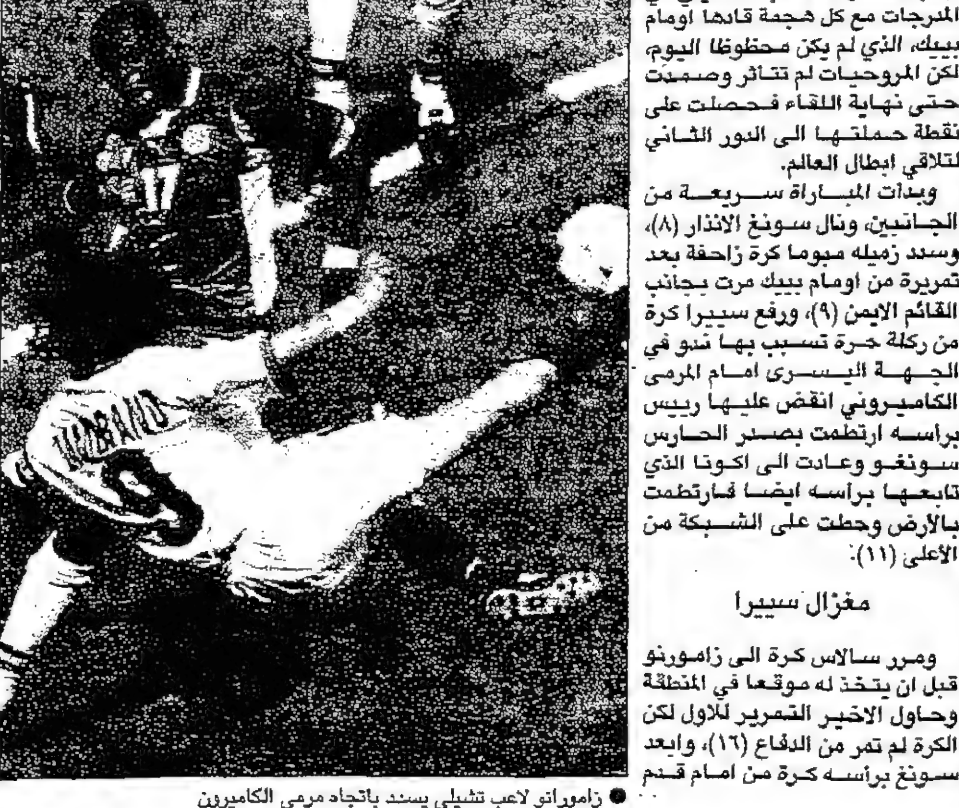 المدرجات مع كل هجمة قادها اومام
بييك، الذي لم يكن محظوظا اليوم،
لكن المروحيات لم تتاثر وصمدت
حتى نهاية اللقاء فحصلت على
نقطة حملتها الى الدور الثاني
لتلاقي ابطال العالم.
وبدأت المباراة سريعة من
الجانبين، ونال سونغ الانذار (٨)،
وسدد زميله مبوما كرة زاحفة بعد
تمريرة من اومام بييك مرت بجانب
القائم الايمن (٩)، ورفع سييرا كرة
من ركلة حرة تسبب بها ندو في
الجهة اليسرى امام المرمى
الكاميروني انقض عليها رييس
براسه ارتطمت بصدر الحارس
سونغو وعادت الى اكونا الذي
تابعها برأسه ايضا فارتطمت
بالأرض وحطت على الشبكة من
الأعلى (١١).
مغزال سييرا
ومرر سالاس كرة الى زامورنو
قبل ان يتخذ له موقعا في المنطقة
وحاول الاخير التمرير للاول لكن
الكرة لم تمر من الدفاع (١٦)، وابعد
سونغ برأسه كرة من امام قدم
زامورانو لاعب تشيلي يسدد باتجاه مرمى الكاميرون